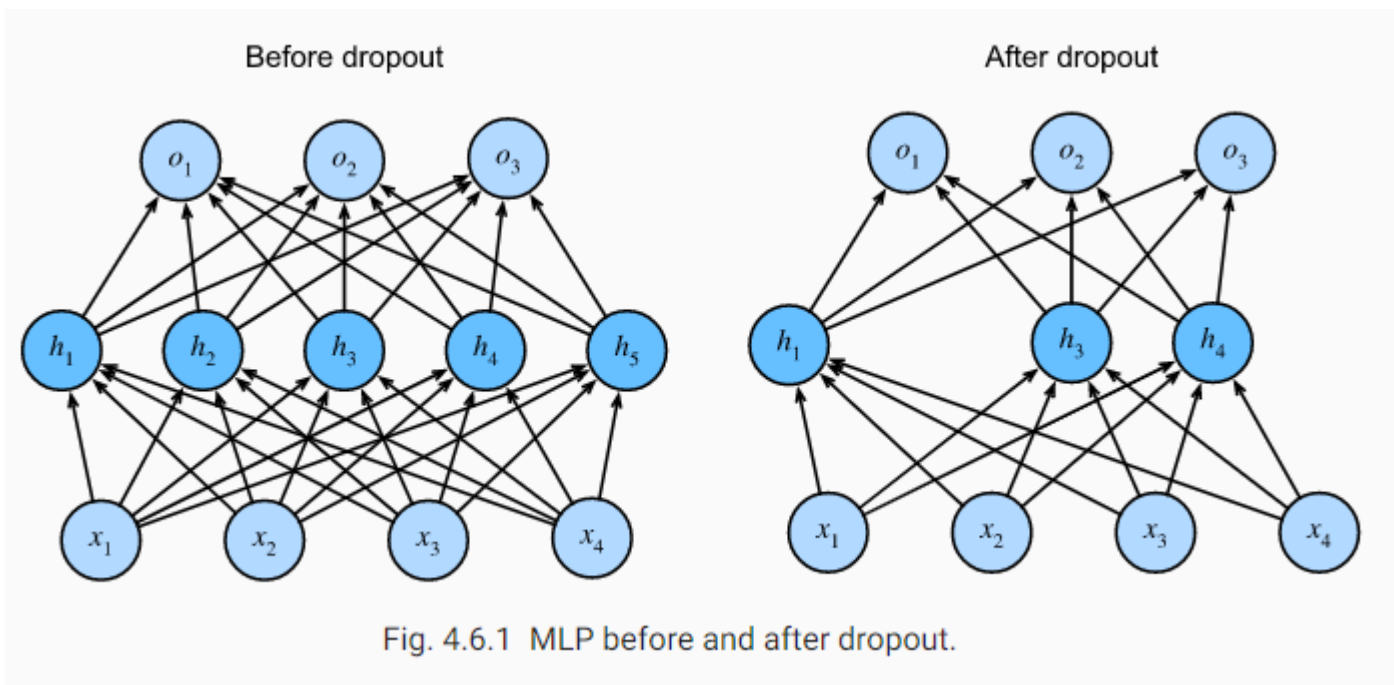 Before dropout
After dropout
o1 o2 o3
o1 o2 o3
h1 h2 h3 h4 h5
h1 h3 h4
x1 x2 x3 x4
x1 x2 x3 x4
Fig. 4.6.1 MLP before and after dropout.